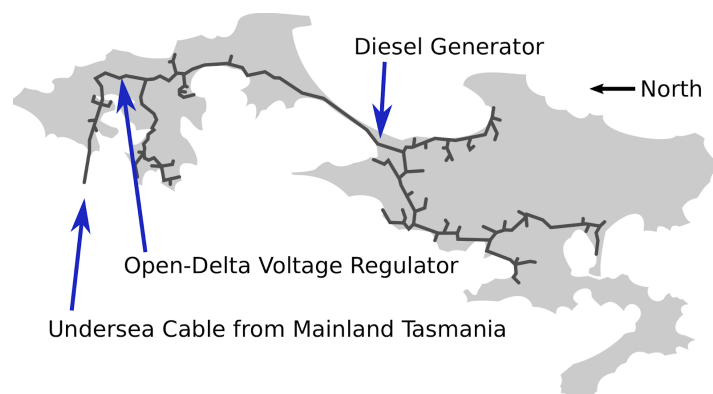 Diesel Generator
North
Open-Delta Voltage Regulator
Undersea Cable from Mainland Tasmania